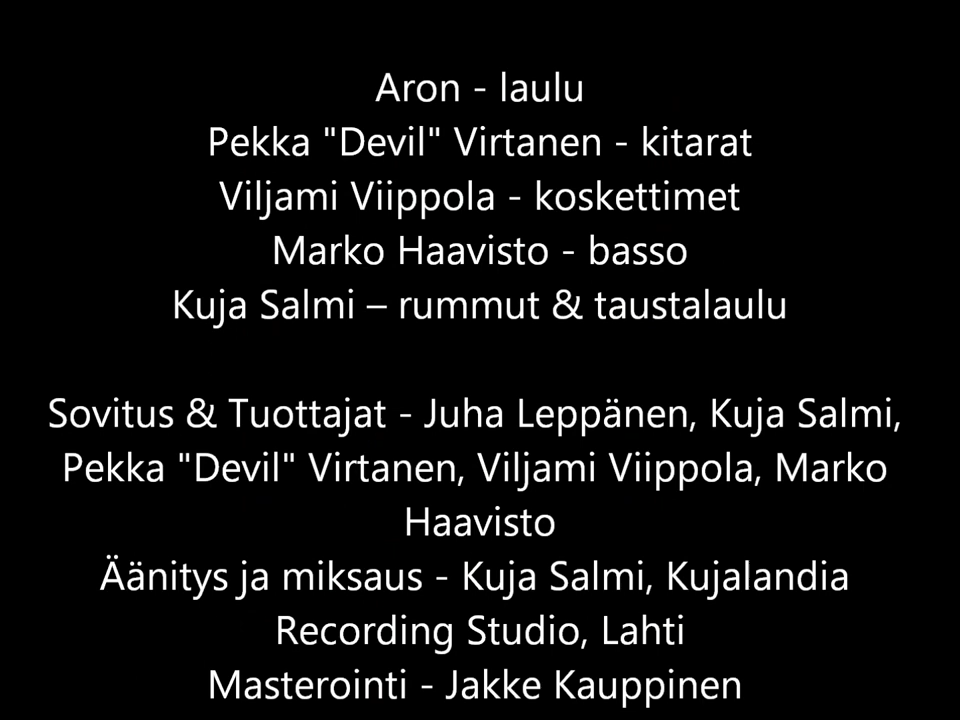 Aron - laulu
Pekka "Devil" Virtanen - kitarat
Viljami Viippola - koskettimet
Marko Haavisto - basso
Kuja Salmi – rummut & taustalaulu
Sovitus & Tuottajat - Juha Leppänen, Kuja Salmi,
Pekka "Devil" Virtanen, Viljami Viippola, Marko
Haavisto
Äänitys ja miksaus - Kuja Salmi, Kujalandia
Recording Studio, Lahti
Masterointi - Jakke Kauppinen